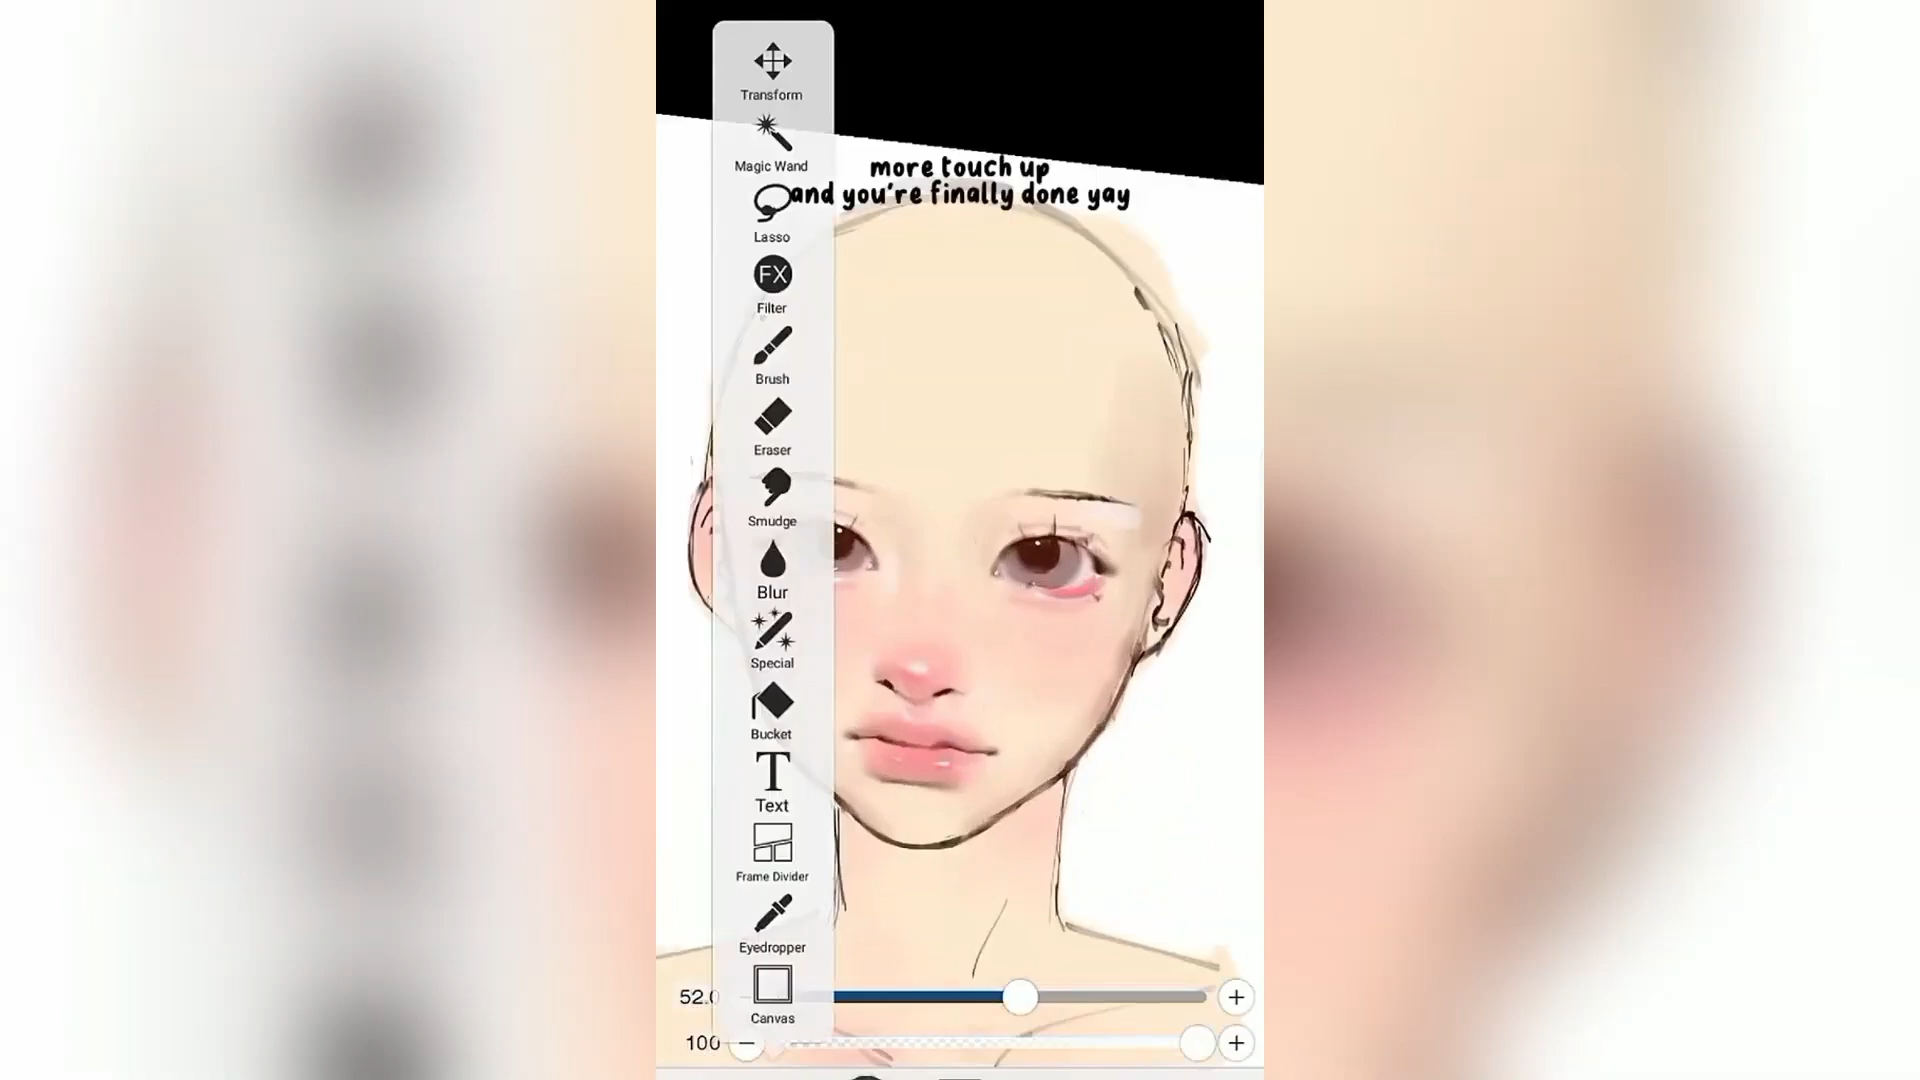 Transform
Magic Wand
more touch up
and you're finally done yay
Lasso
FX
Filter
Brush
Eraser
Smudge
Blur
Special
Bucket
T
Text
Frame Divider
Eyedropper
52.0
Canvas
100